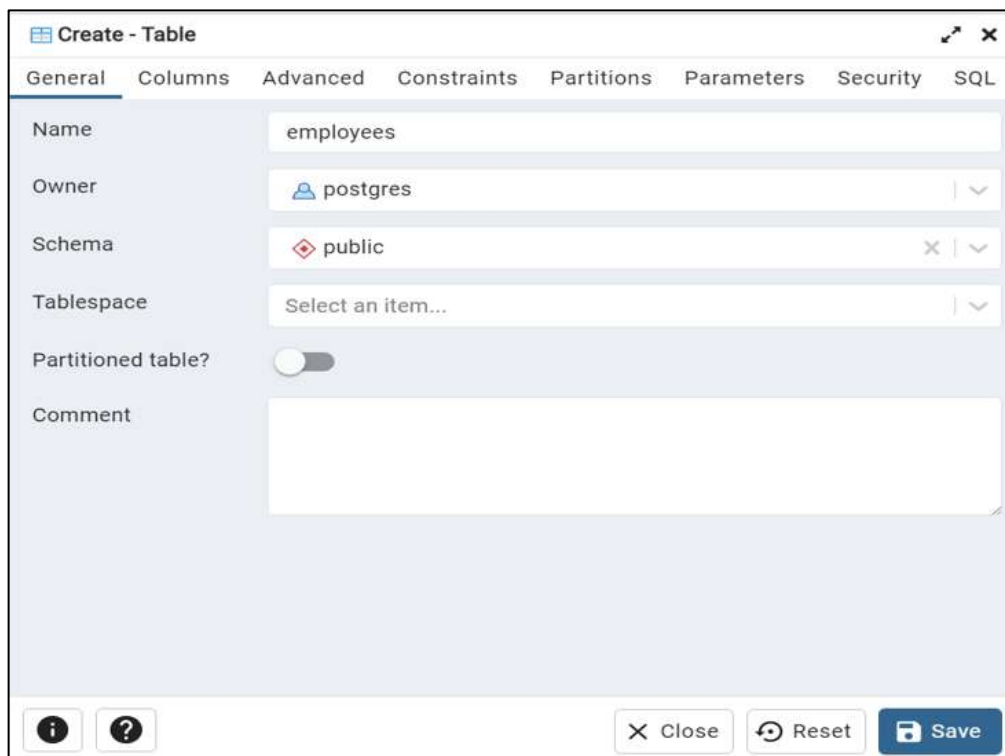 Create - Table
General Columns Advanced Constraints Partitions Parameters Security SQL
Name employees
Owner postgres
Schema public
Tablespace Select an item...
Partitioned table?
Comment
Close Reset Save